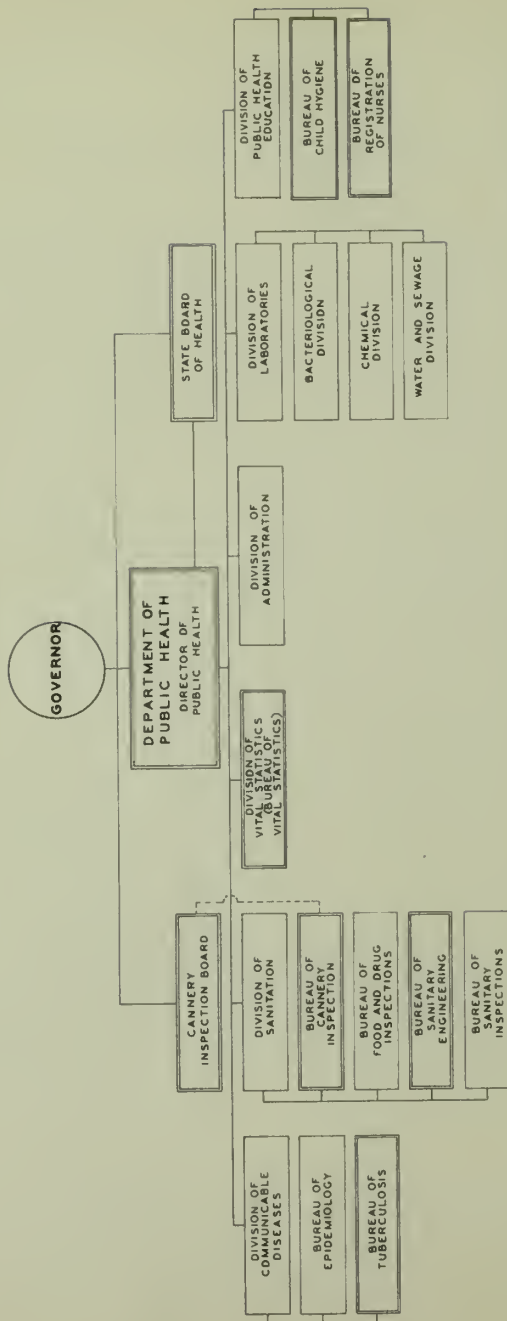 GOVERNOR
DEPARTMENT OF
PUBLIC HEALTH
DIRECTOR OF
PUBLIC HEALTH
CANNERY
INSPECTION BOARD
STATE BOARD
OF HEALTH
DIVISION OF
COMMUNICABLE
DISEASES
BUREAU OF
EPIDEMIOLOGY
BUREAU OF
TUBERCULOSIS
DIVISION OF
SANITATION
BUREAU OF
CANNERY
INSPECTION
BUREAU OF
FOOD AND DRUG
INSPECTIONS
BUREAU OF
SANITARY
ENGINEERING
BUREAU OF
SANITARY
INSPECTIONS
DIVISION OF
VITAL STATISTICS
(BUREAU OF
VITAL STATISTICS)
DIVISION OF
ADMINISTRATION
DIVISION OF
LABORATORIES
BACTERIOLOGICAL
DIVISION
CHEMICAL
DIVISION
WATER AND SEWAGE
DIVISION
DIVISION OF
PUBLIC HEALTH
EDUCATION
BUREAU OF
CHILD HYGIENE
BUREAU OF
REGISTRATION
OF NURSES